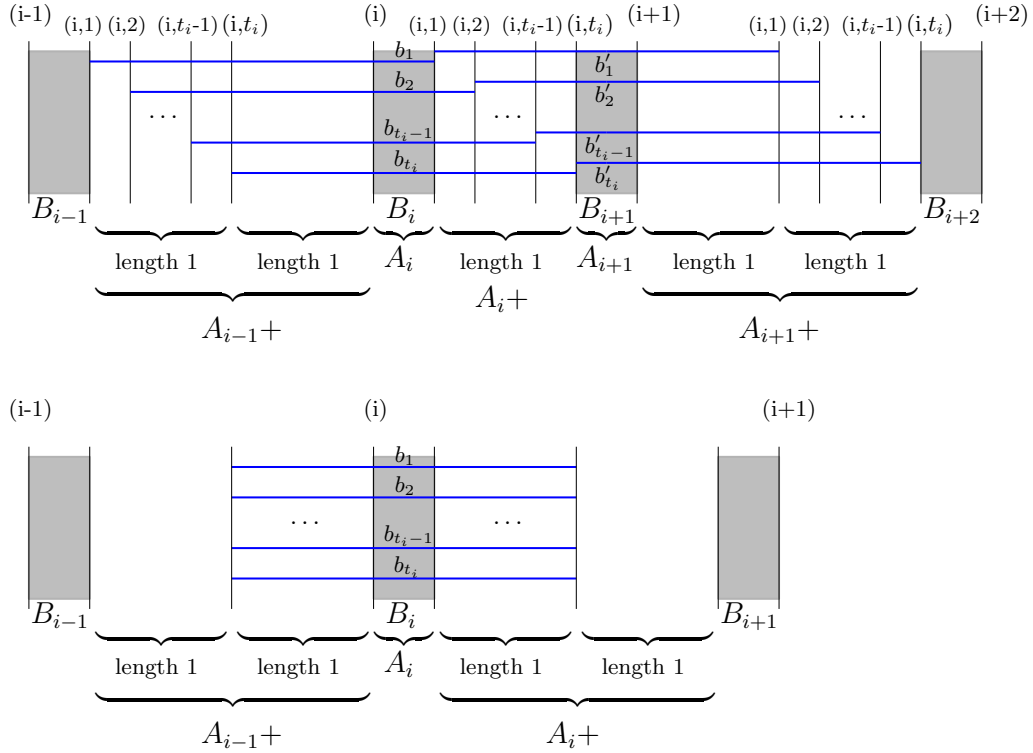 (i-1) (i) (i+1) (i+2)
(i,1) (i,2) (i,t_i-1) (i,t_i) (i,1) (i,2) (i,t_i-1) (i,t_i) (i,1) (i,2) (i,t_i-1) (i,t_i)
b_1 b'_1
b_2 b'_2
... ... ...
b_{t_i-1} b'_{t_i-1}
b_{t_i} b'_{t_i}
B_{i-1} B_i B_{i+1} B_{i+2}
length 1 length 1 A_i length 1 A_{i+1} length 1 length 1
A_{i-1}+ A_i+ A_{i+1}+
(i-1) (i) (i+1)
b_1
b_2
... ...
b_{t_i-1}
b_{t_i}
B_{i-1} B_i B_{i+1}
length 1 length 1 A_i length 1 length 1
A_{i-1}+ A_i+